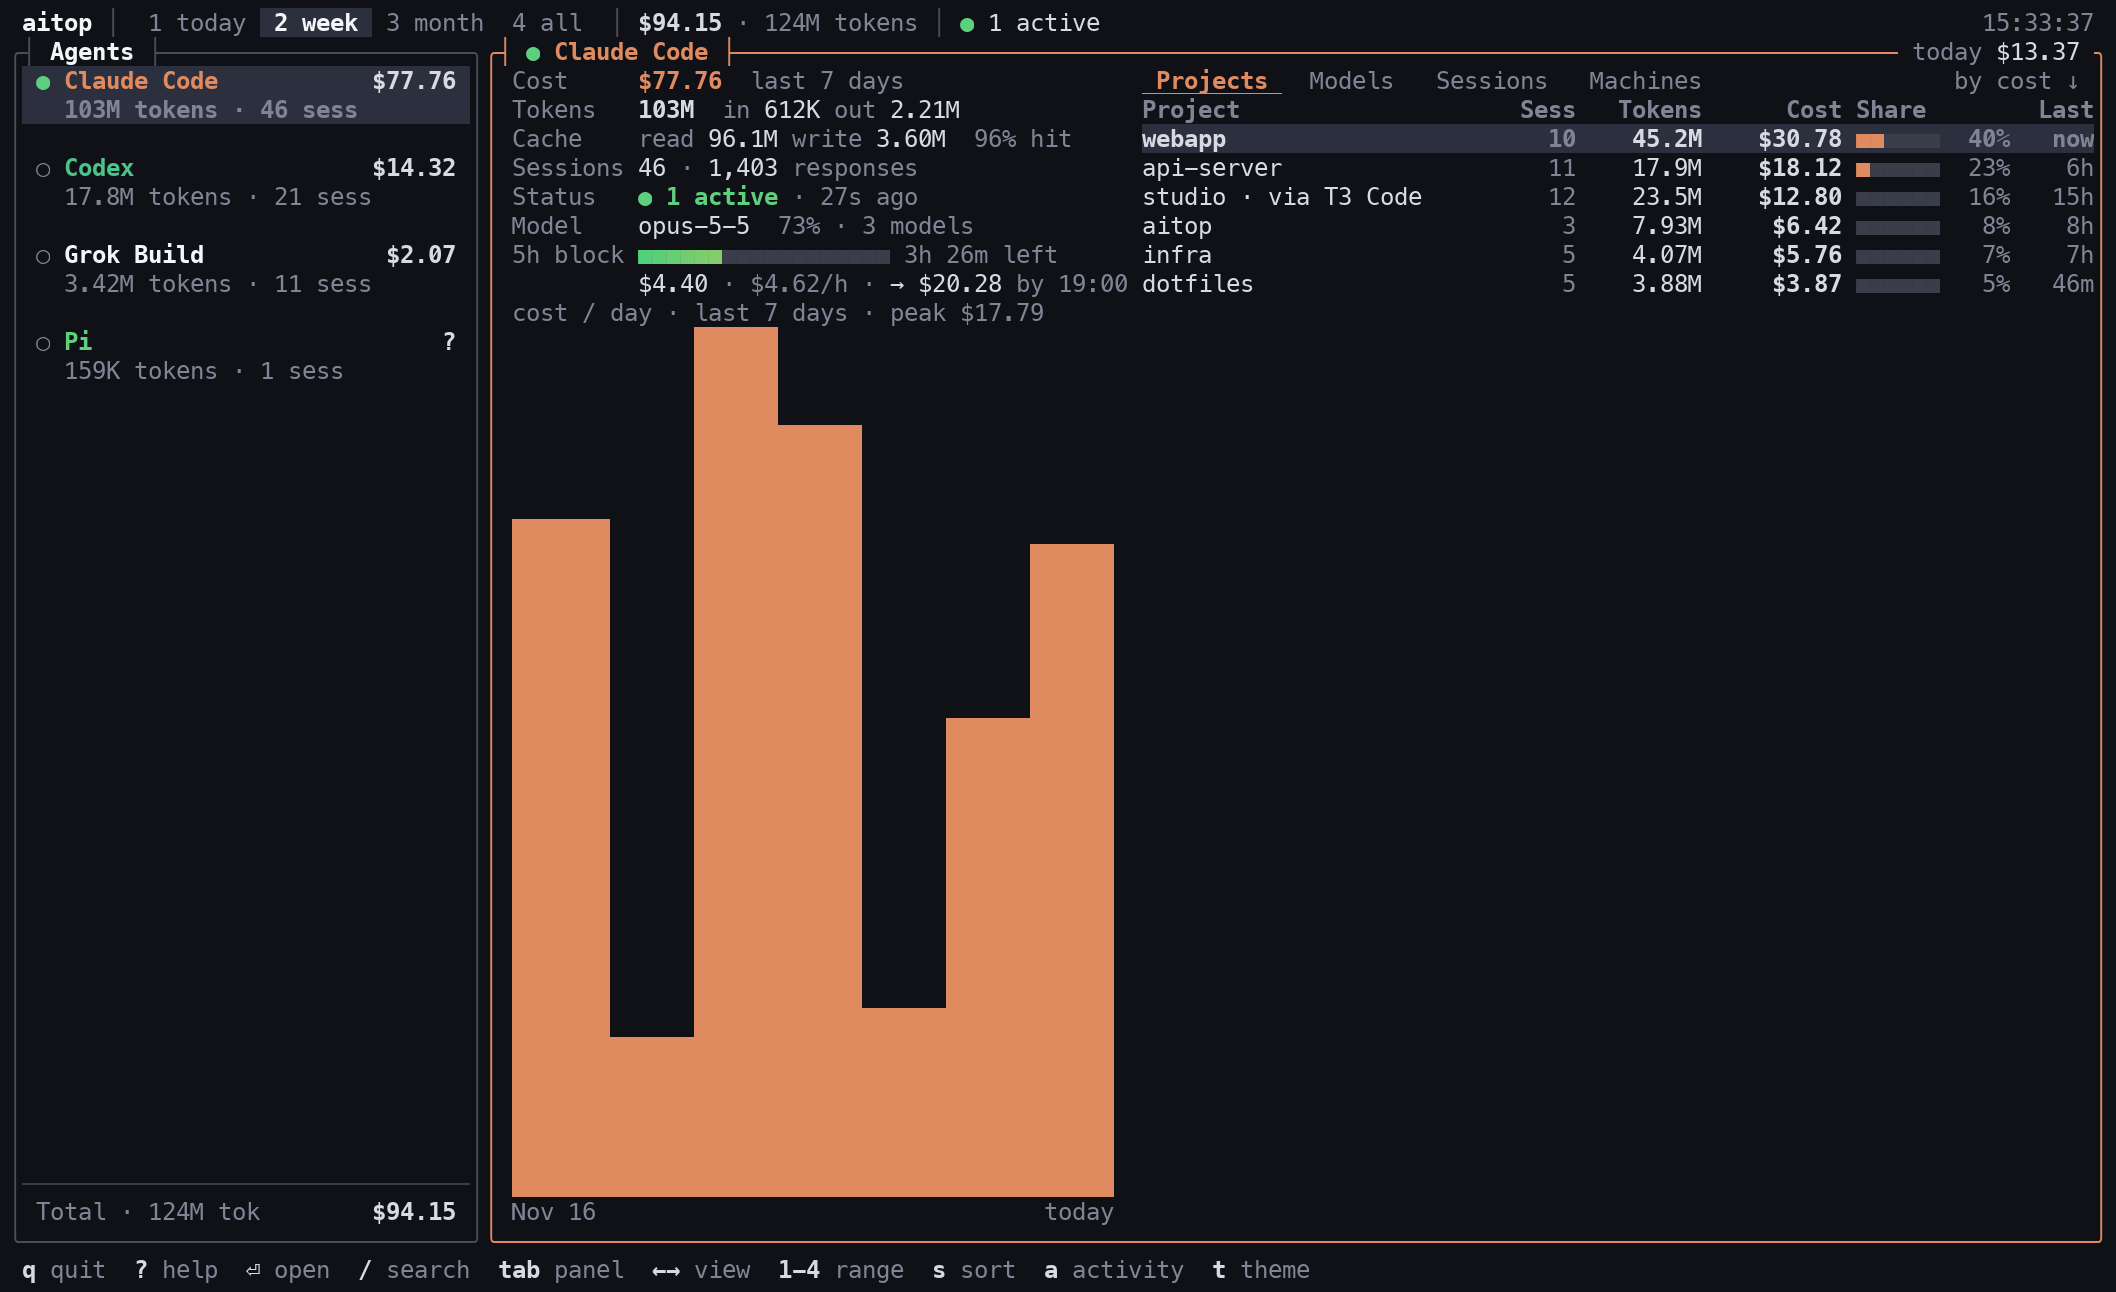 aitop │ 1 today 2 week 3 month 4 all │ $94.15 · 124M tokens │ ● 1 active 15:33:37
Agents
● Claude Code $77.76
103M tokens · 46 sess
○ Codex $14.32
17.8M tokens · 21 sess
○ Grok Build $2.07
3.42M tokens · 11 sess
○ Pi ?
159K tokens · 1 sess
Total · 124M tok $94.15
● Claude Code today $13.37
Cost $77.76 last 7 days
Tokens 103M in 612K out 2.21M
Cache read 96.1M write 3.60M 96% hit
Sessions 46 · 1,403 responses
Status ● 1 active · 27s ago
Model opus-5-5 73% · 3 models
5h block 3h 26m left
$4.40 · $4.62/h · → $20.28 by 19:00
cost / day · last 7 days · peak $17.79
Nov 16 today
Projects Models Sessions Machines by cost ↓
Project Sess Tokens Cost Share Last
webapp 10 45.2M $30.78 40% now
api-server 11 17.9M $18.12 23% 6h
studio · via T3 Code 12 23.5M $12.80 16% 15h
aitop 3 7.93M $6.42 8% 8h
infra 5 4.07M $5.76 7% 7h
dotfiles 5 3.88M $3.87 5% 46m
q quit ? help ⏎ open / search tab panel ←→ view 1-4 range s sort a activity t theme